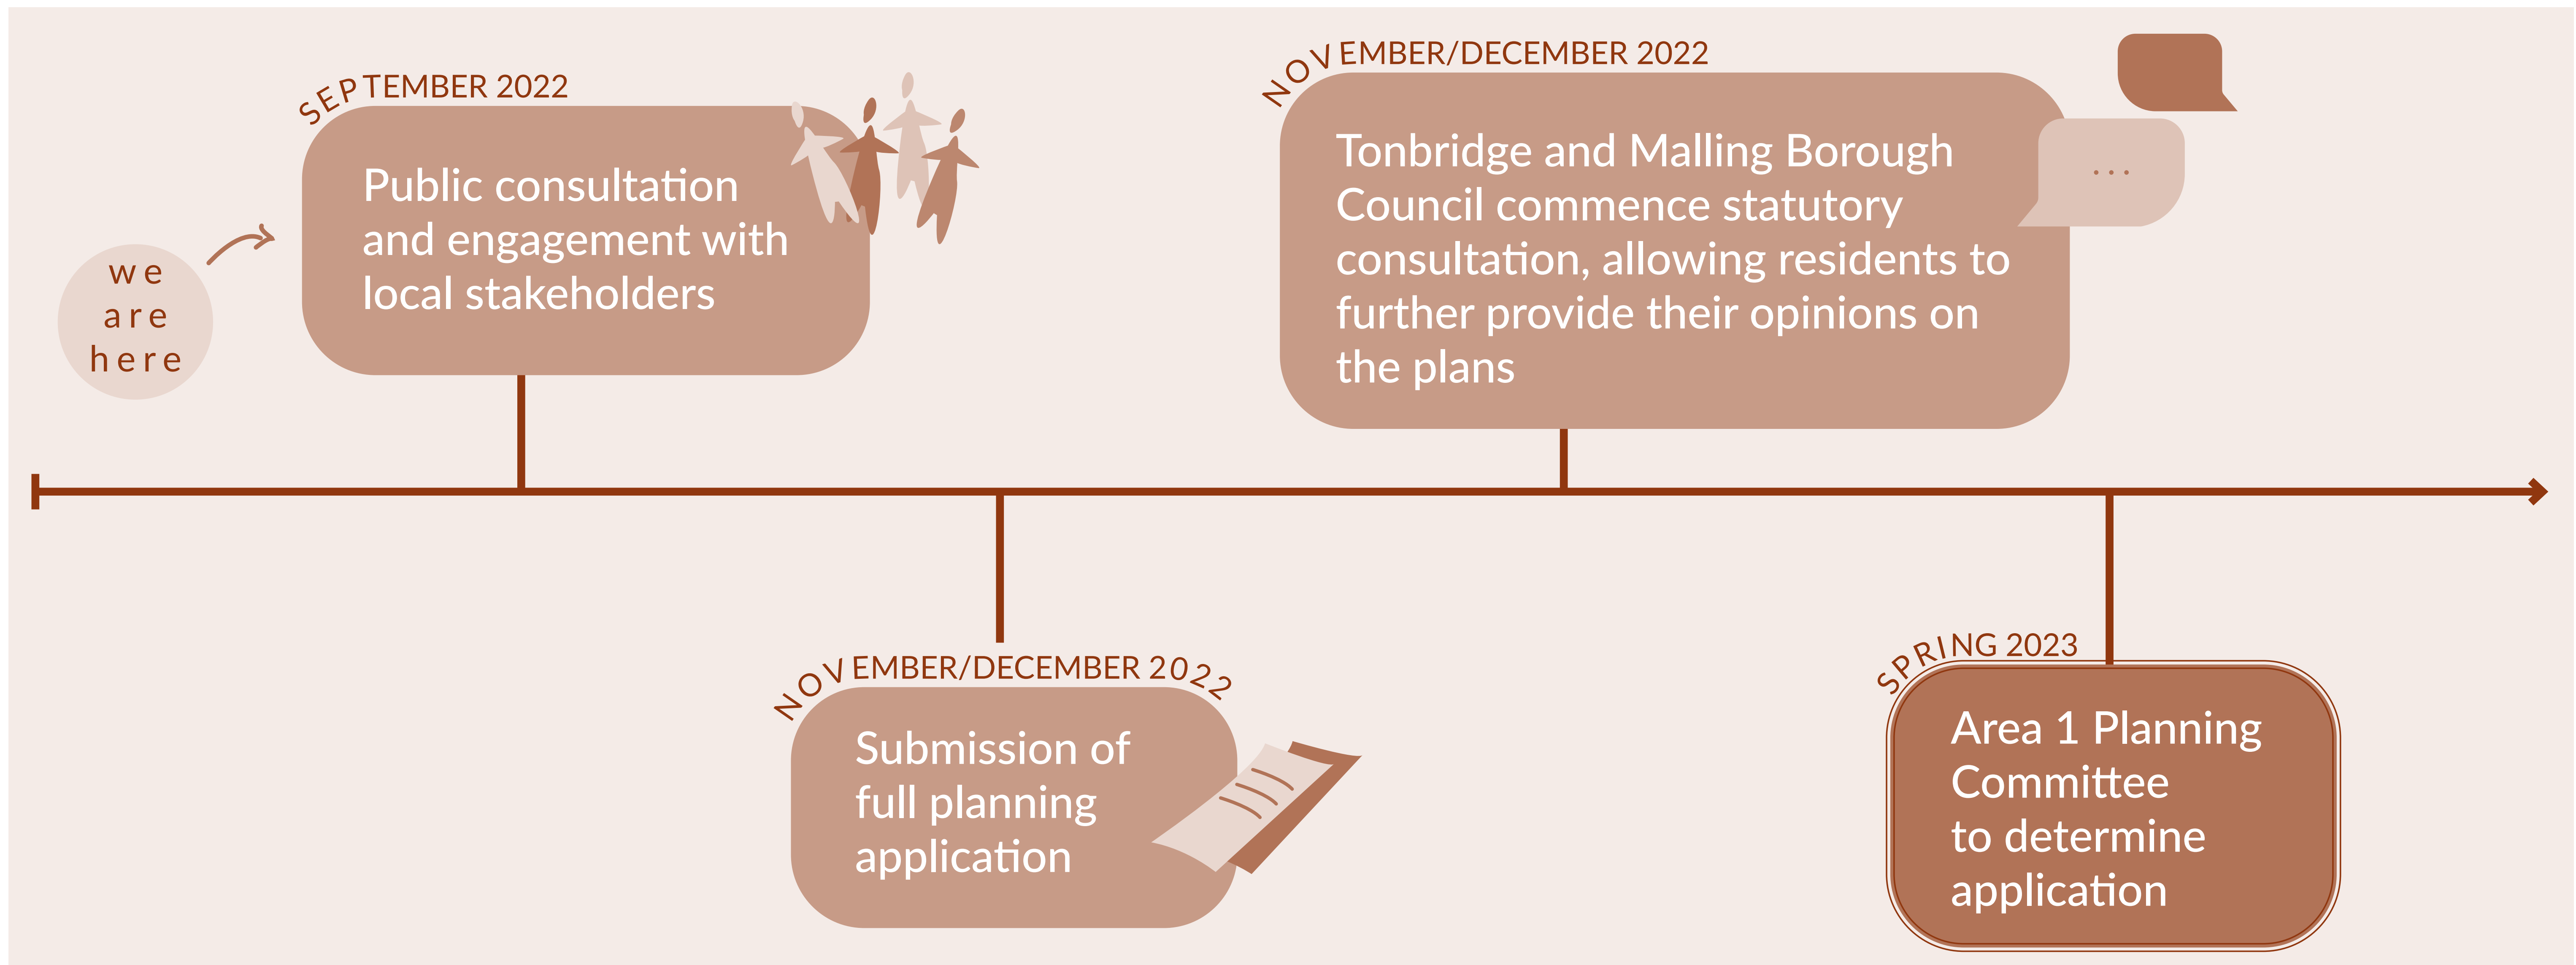 we
are
here
SEPTEMBER 2022
Public consultation
and engagement with
local stakeholders
NOVEMBER/DECEMBER 2022
Submission of
full planning
application
NOVEMBER/DECEMBER 2022
Tonbridge and Malling Borough
Council commence statutory
consultation, allowing residents to
further provide their opinions on
the plans
...
SPRING 2023
Area 1 Planning
Committee
to determine
application